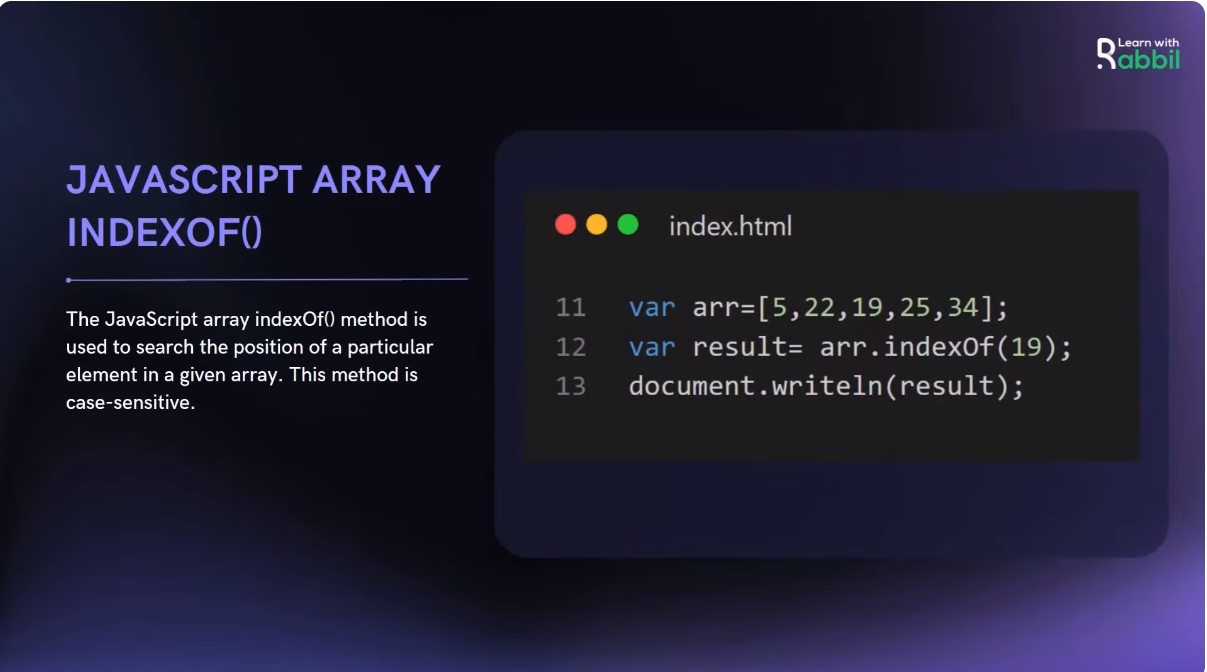 Learn with
Rabbil
JAVASCRIPT ARRAY
INDEXOF()
The JavaScript array indexOf() method is
used to search the position of a particular
element in a given array. This method is
case-sensitive.
index.html
11 var arr=[5,22,19,25,34];
12 var result= arr.indexOf(19);
13 document.writeln(result);